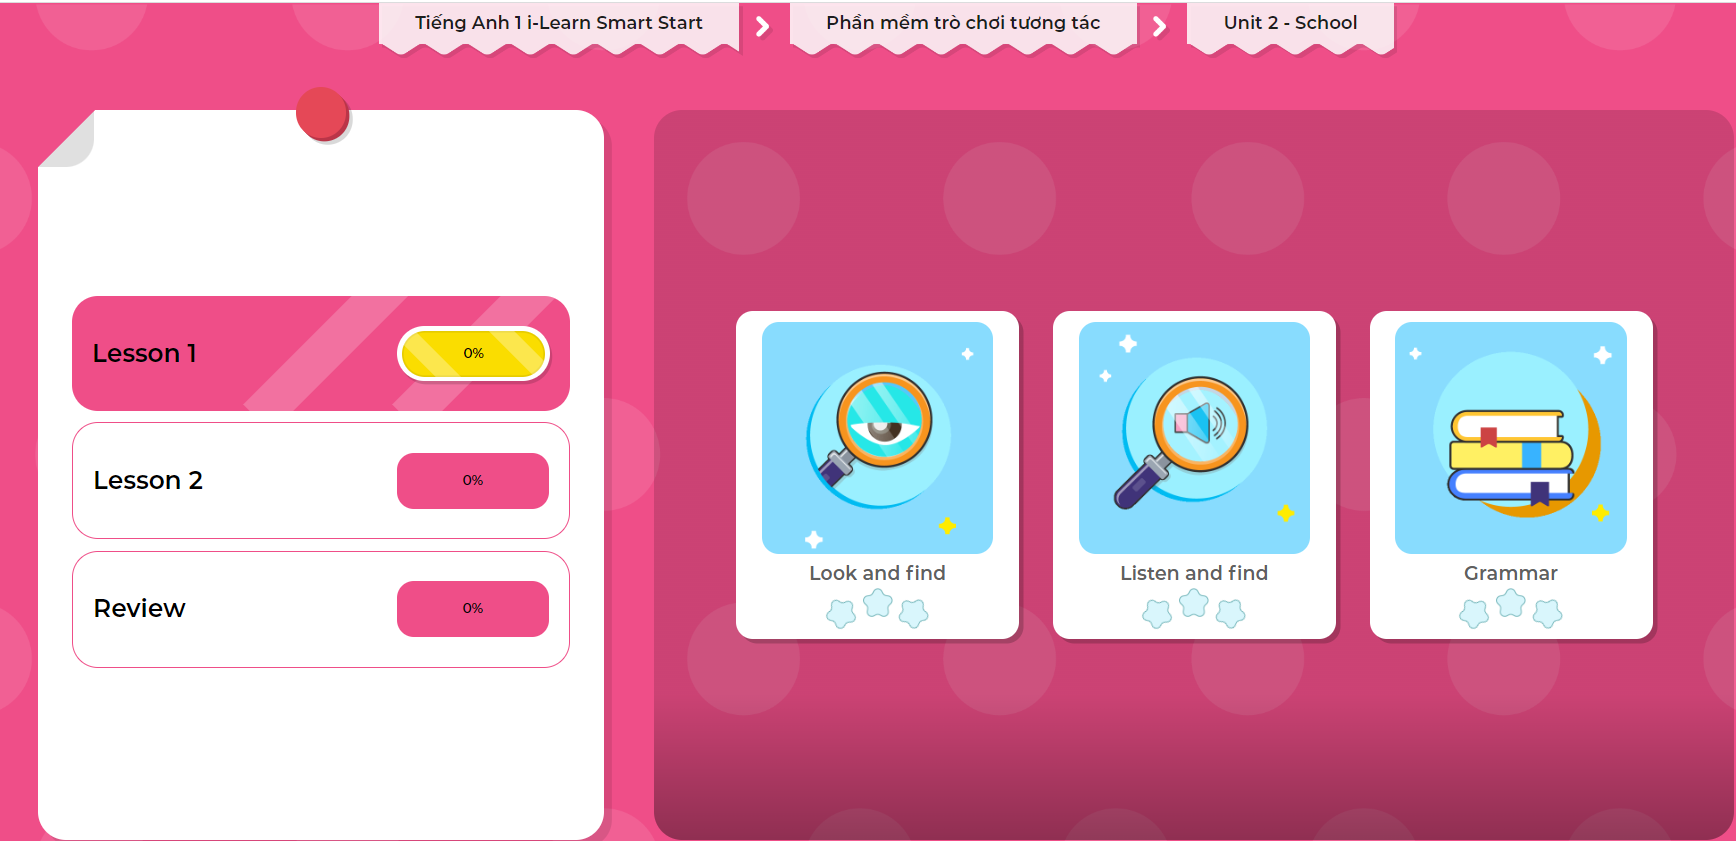 Tiếng Anh 1 i-Learn Smart Start
Phần mềm trò chơi tương tác
Unit 2 - School
Lesson 1
0%
Lesson 2
0%
Review
0%
Look and find
Listen and find
Grammar